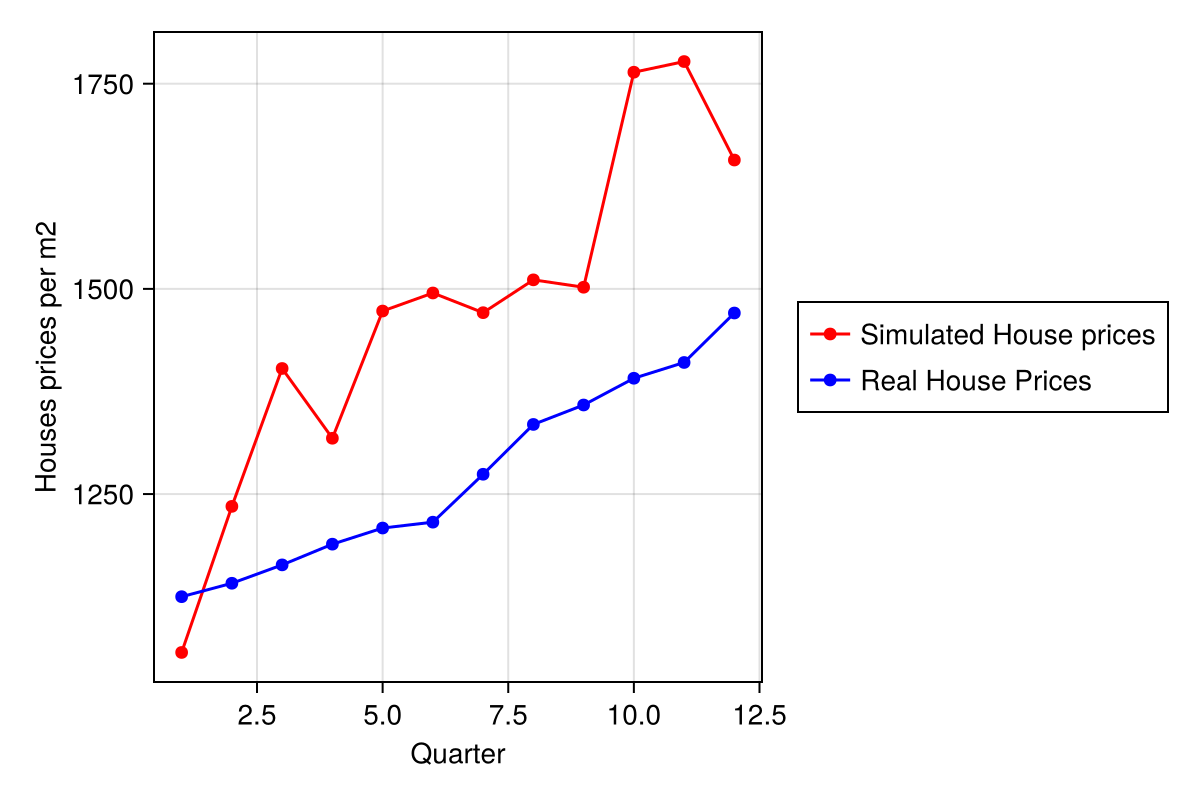 1750
1500
1250
Houses prices per m2
2.5 5.0 7.5 10.0 12.5
Quarter
Simulated House prices
Real House Prices